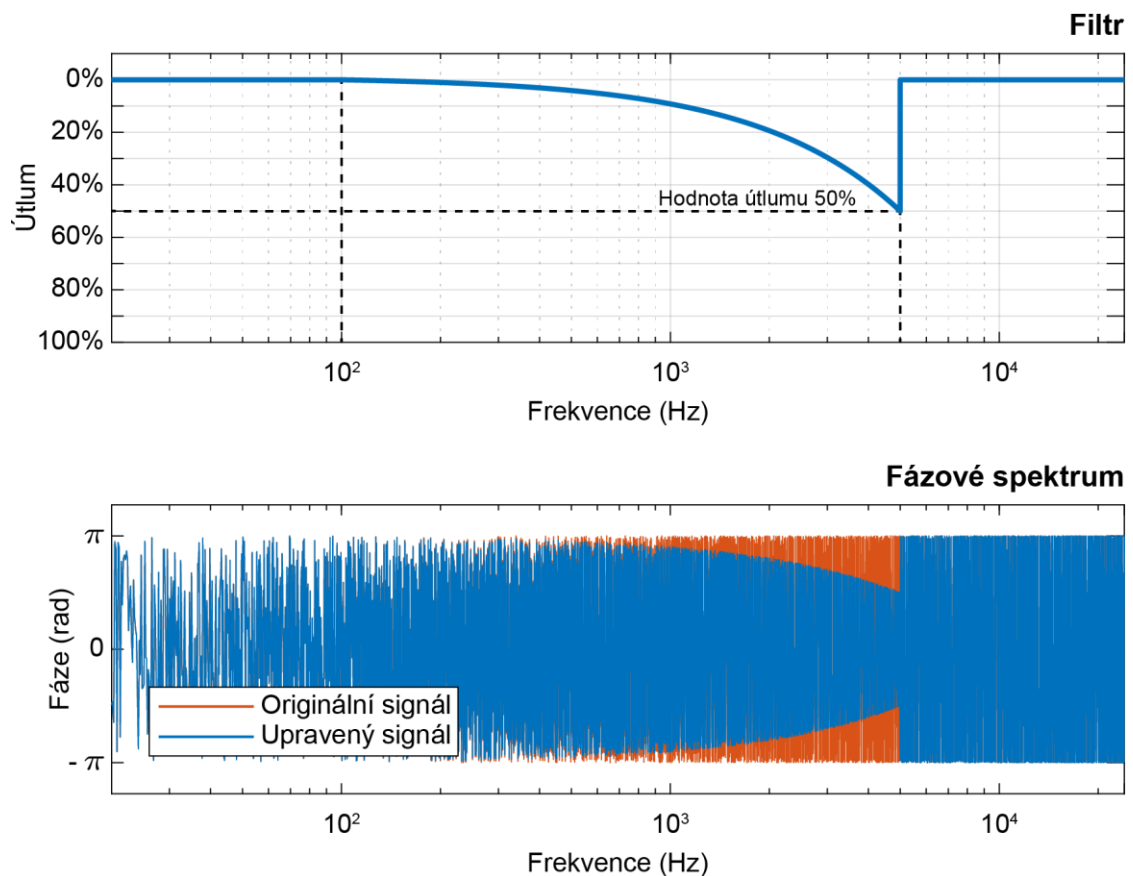 Filtr
0%
20%
40%
60%
80%
100%
Útlum
Hodnota útlumu 50%
10²
10³
10⁴
Frekvence (Hz)
Fázové spektrum
π
0
- π
Fáze (rad)
Originální signál
Upravený signál
10²
10³
10⁴
Frekvence (Hz)